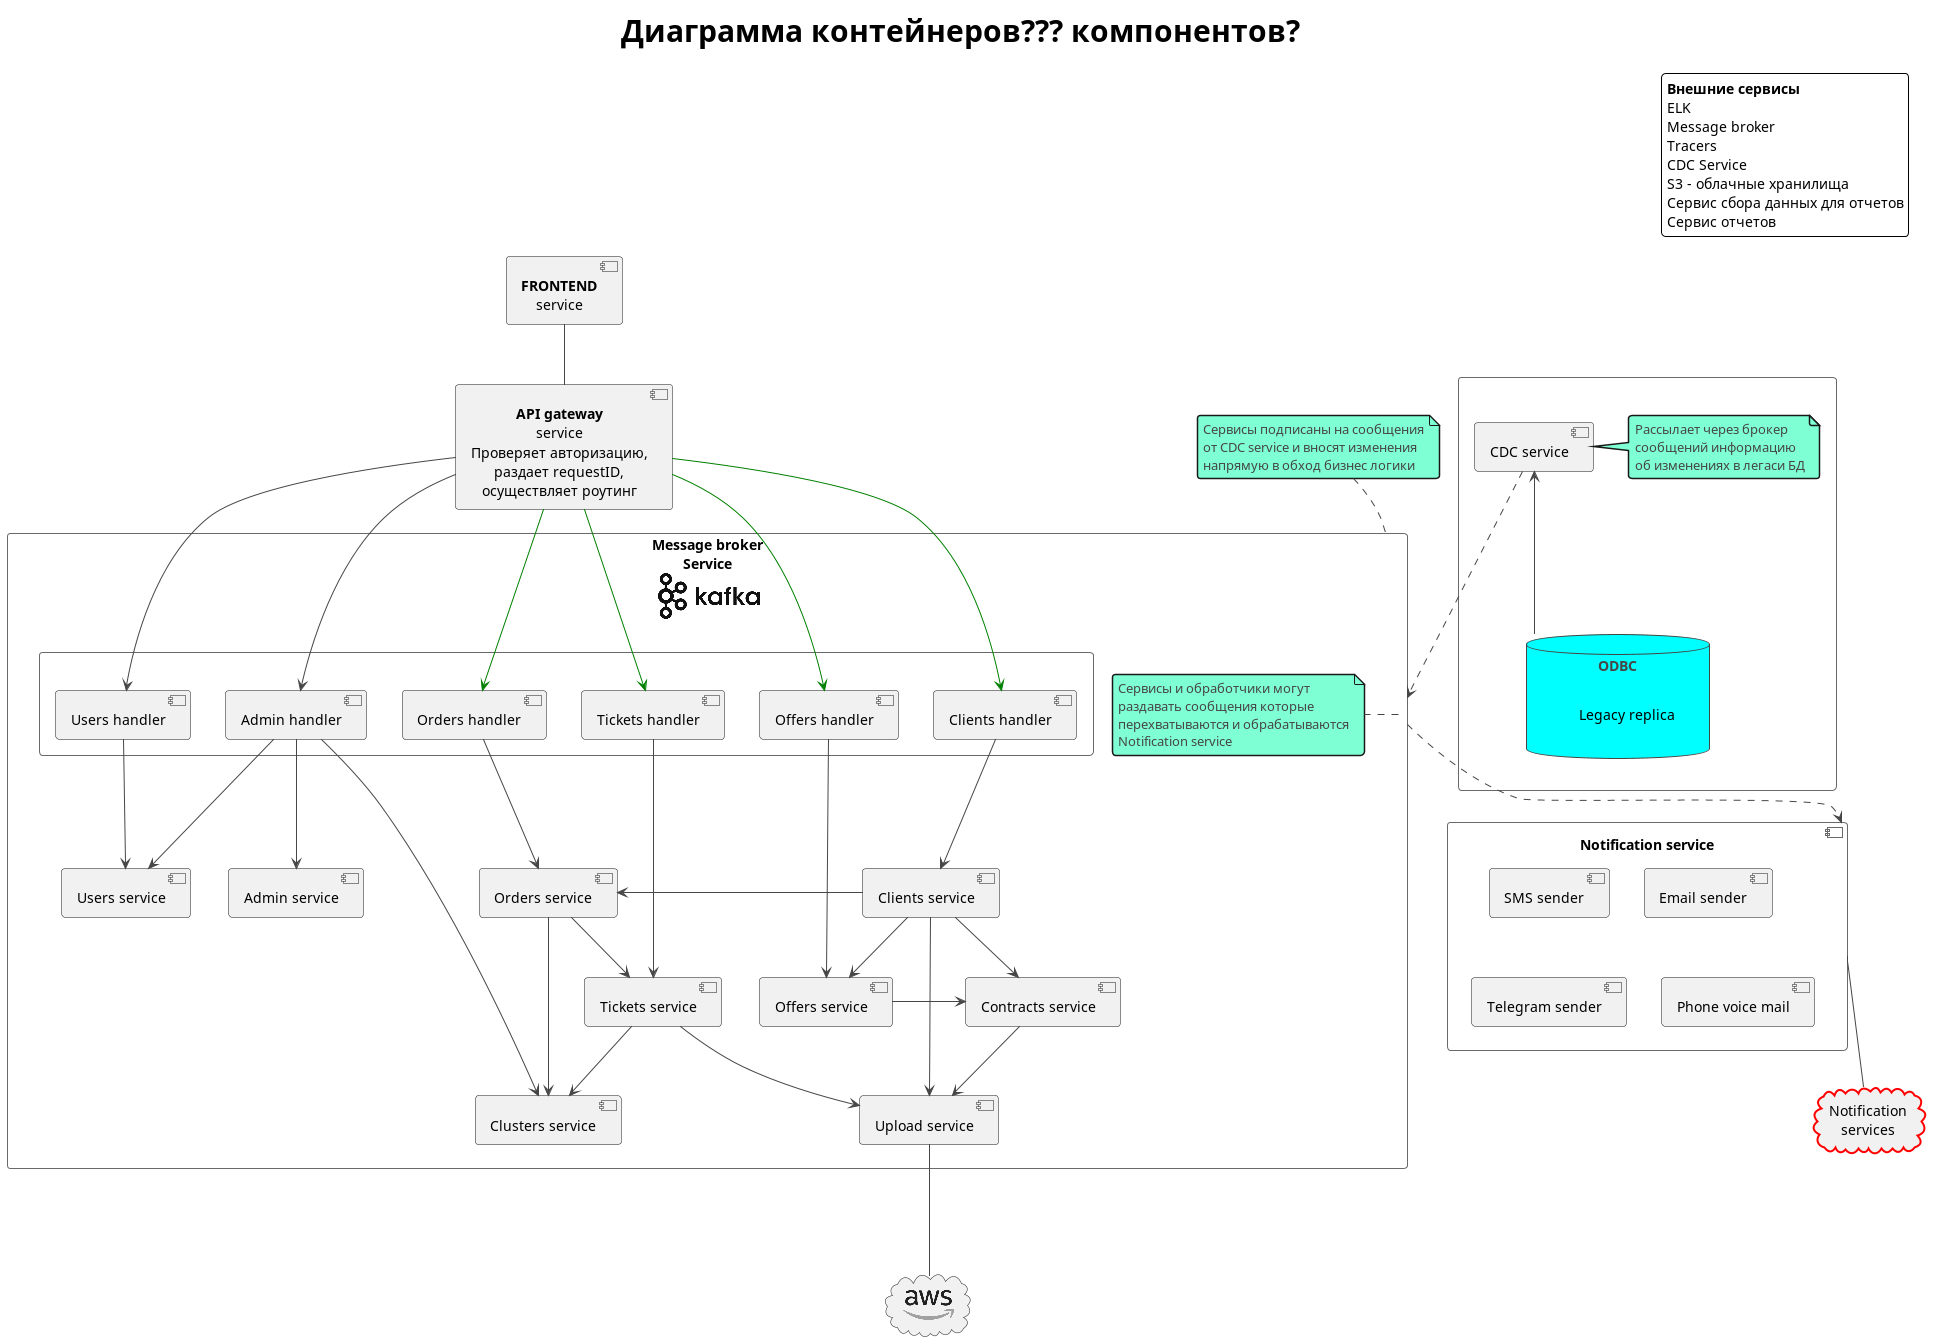 Диаграмма контейнеров??? компонентов?
Внешние сервисы
ELK
Message broker
Tracers
CDC Service
S3 - облачные хранилища
Сервис сбора данных для отчетов
Сервис отчетов
FRONTEND
service
API gateway
service
Проверяет авторизацию,
раздает requestID,
осуществляет роутинг
Сервисы подписаны на сообщения
от CDC service и вносят изменения
напрямую в обход бизнес логики
CDC service
Рассылает через брокер
сообщений информацию
об изменениях в легаси БД
Message broker
Service
kafka
ODBC
Legacy replica
Users handler
Admin handler
Orders handler
Tickets handler
Offers handler
Clients handler
Сервисы и обработчики могут
раздавать сообщения которые
перехватываются и обрабатываются
Notification service
Notification service
SMS sender
Email sender
Telegram sender
Phone voice mail
Users service
Admin service
Orders service
Clients service
Tickets service
Offers service
Contracts service
Clusters service
Upload service
Notification
services
aws